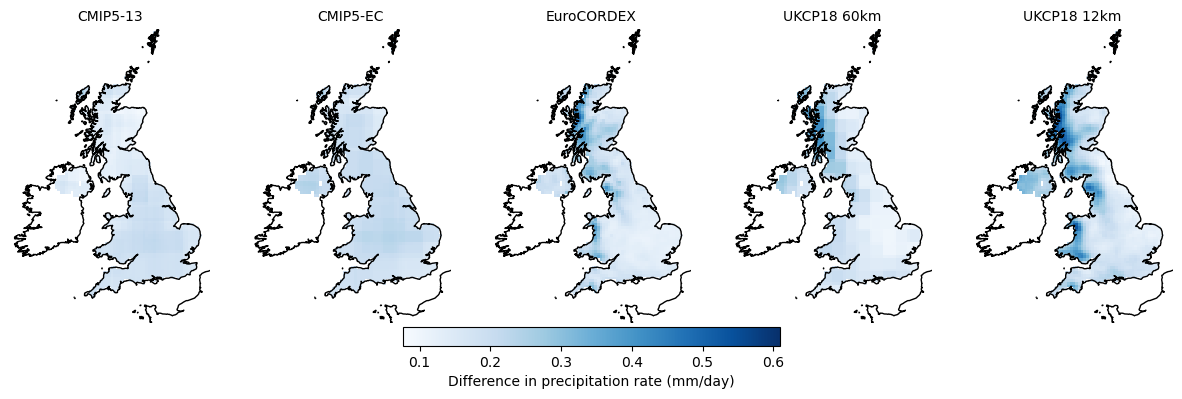 CMIP5-13 CMIP5-EC EuroCORDEX UKCP18 60km UKCP18 12km
0.1 0.2 0.3 0.4 0.5 0.6
Difference in precipitation rate (mm/day)